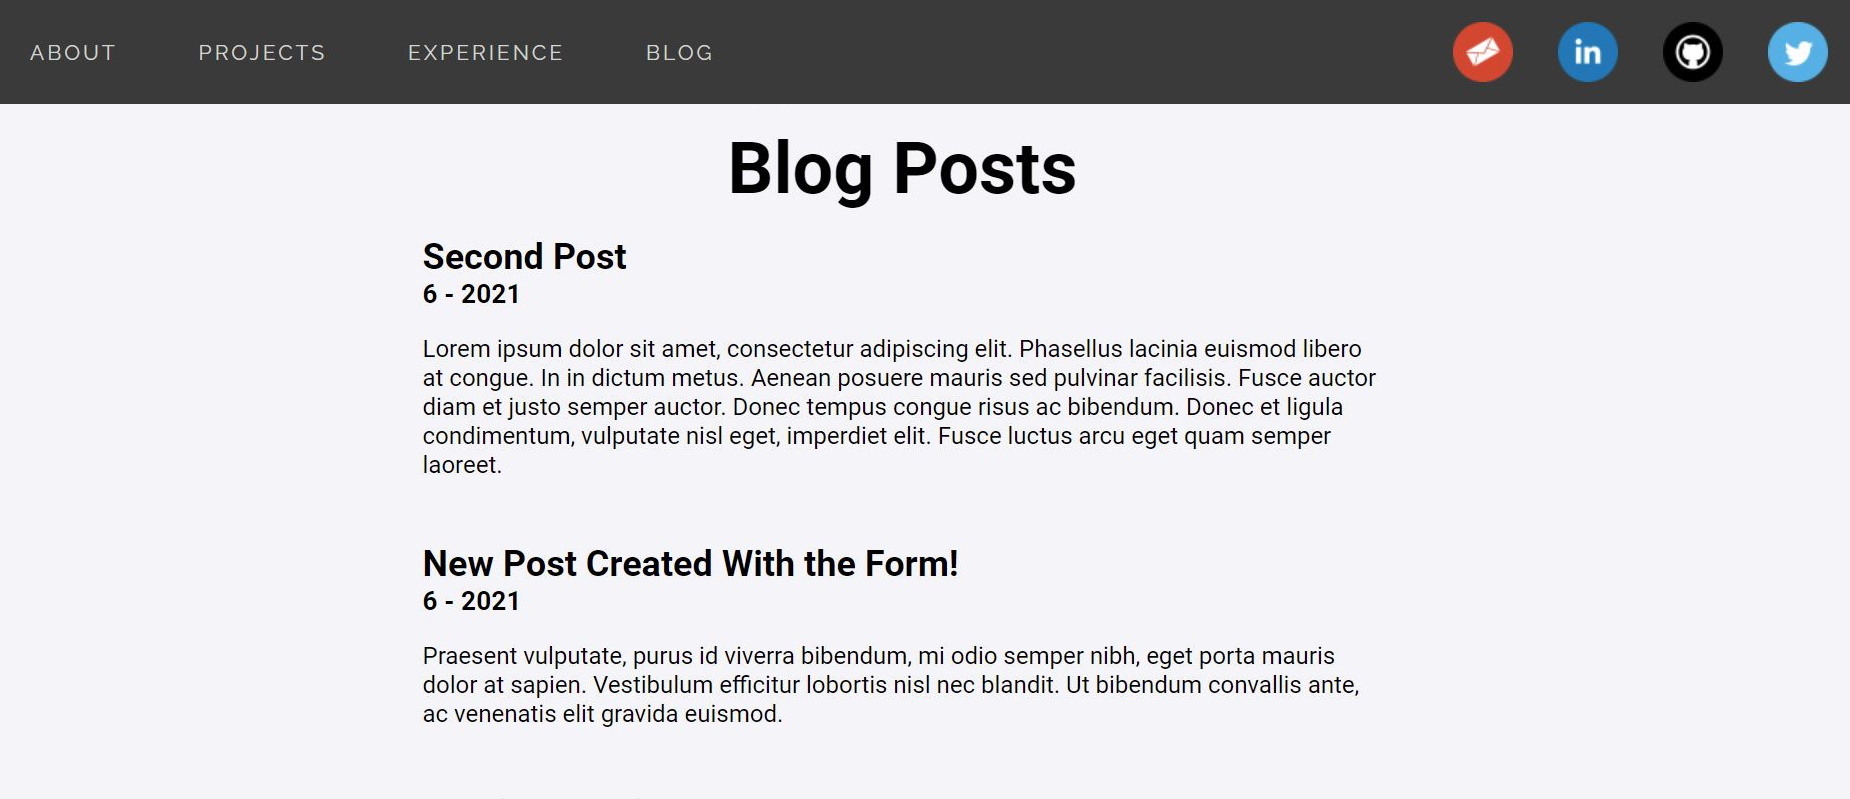 ABOUT PROJECTS EXPERIENCE BLOG in
Blog Posts
Second Post
6 - 2021
Lorem ipsum dolor sit amet, consectetur adipiscing elit. Phasellus lacinia euismod libero
at congue. In in dictum metus. Aenean posuere mauris sed pulvinar facilisis. Fusce auctor
diam et justo semper auctor. Donec tempus congue risus ac bibendum. Donec et ligula
condimentum, vulputate nisl eget, imperdiet elit. Fusce luctus arcu eget quam semper
laoreet.
New Post Created With the Form!
6 - 2021
Praesent vulputate, purus id viverra bibendum, mi odio semper nibh, eget porta mauris
dolor at sapien. Vestibulum efficitur lobortis nisl nec blandit. Ut bibendum convallis ante,
ac venenatis elit gravida euismod.